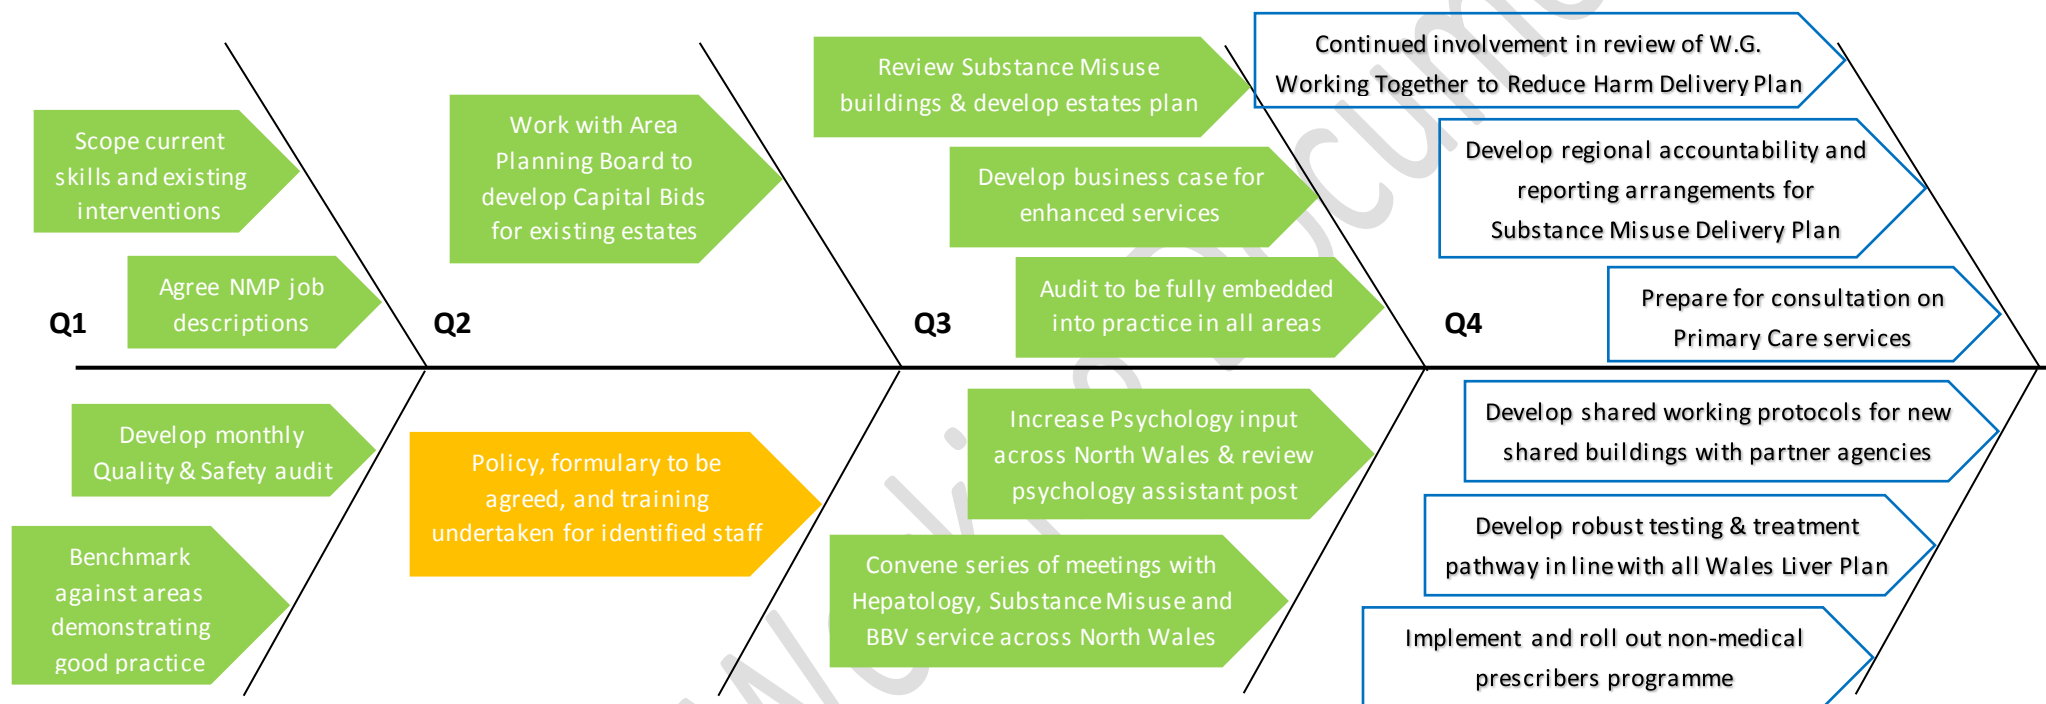 Scope current
skills and existing
interventions
Agree NMP job
descriptions
Q1
Develop monthly
Quality & Safety audit
Benchmark
against areas
demonstrating
good practice
Work with Area
Planning Board to
develop Capital Bids
for existing estates
Q2
Policy, formulary to be
agreed, and training
undertaken for identified staff
Review Substance Misuse
buildings & develop estates plan
Develop business case for
enhanced services
Audit to be fully embedded
into practice in all areas
Q3
Increase Psychology input
across North Wales & review
psychology assistant post
Convene series of meetings with
Hepatology, Substance Misuse and
BBV service across North Wales
Continued involvement in review of W.G.
Working Together to Reduce Harm Delivery Plan
Develop regional accountability and
reporting arrangements for
Substance Misuse Delivery Plan
Prepare for consultation on
Primary Care services
Q4
Develop shared working protocols for new
shared buildings with partner agencies
Develop robust testing & treatment
pathway in line with all Wales Liver Plan
Implement and roll out non-medical
prescribers programme